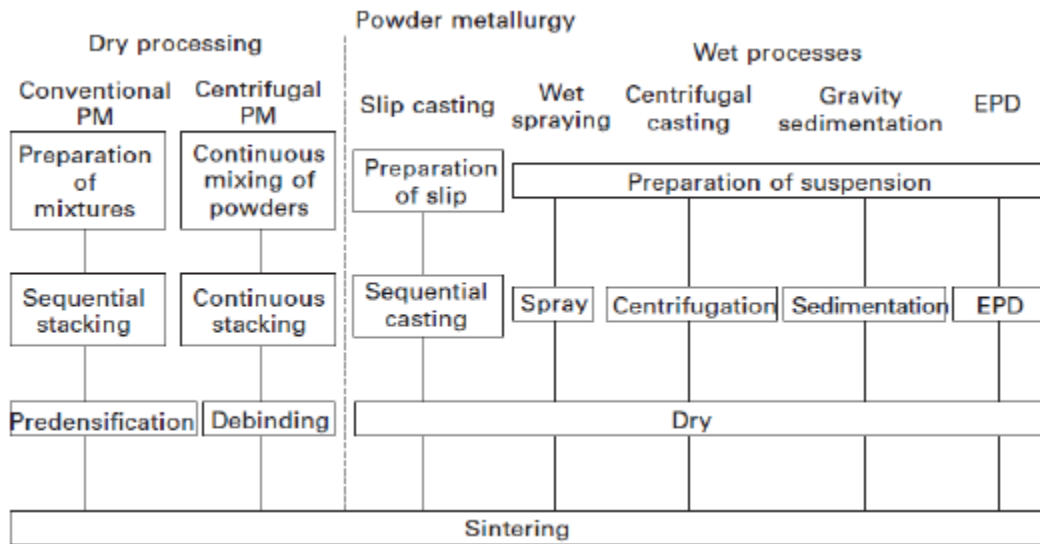 Powder metallurgy
Dry processing
Wet processes
Conventional
PM
Centrifugal
PM
Slip casting
Wet
spraying
Centrifugal
casting
Gravity
sedimentation
EPD
Preparation
of
mixtures
Continuous
mixing of
powders
Preparation
of slip
Preparation of suspension
Sequential
stacking
Continuous
stacking
Sequential
casting
Spray
Centrifugation
Sedimentation
EPD
Predensification
Debinding
Dry
Sintering